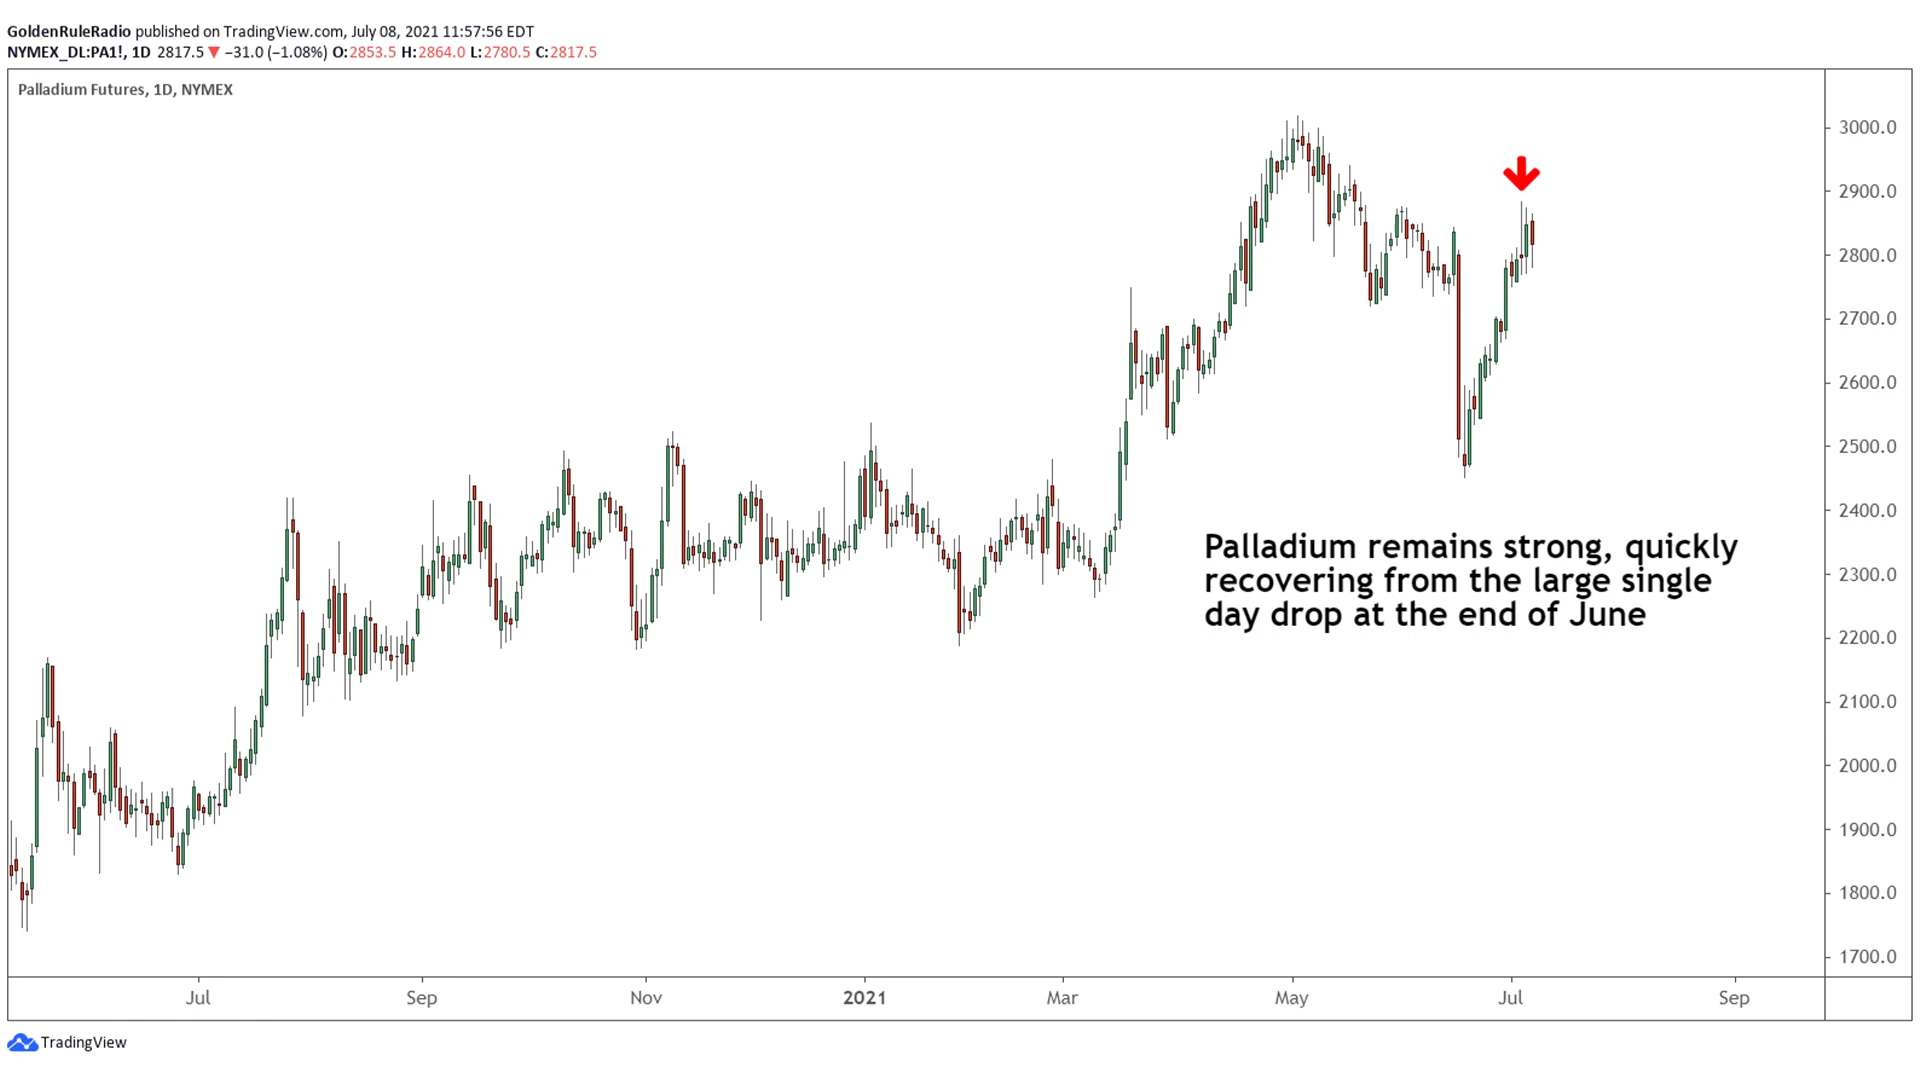 GoldenRuleRadio published on TradingView.com, July 08, 2021 11:57:56 EDT
NYMEX_DL:PA1!, 1D 2817.5 ▼ −31.0 (−1.08%) O:2853.5 H:2864.0 L:2780.5 C:2817.5
Palladium Futures, 1D, NYMEX
3000.0
2900.0
2800.0
2700.0
2600.0
2500.0
2400.0
2300.0
2200.0
2100.0
2000.0
1900.0
1800.0
1700.0
Palladium remains strong, quickly
recovering from the large single
day drop at the end of June
Jul Sep Nov 2021 Mar May Jul Sep
TradingView